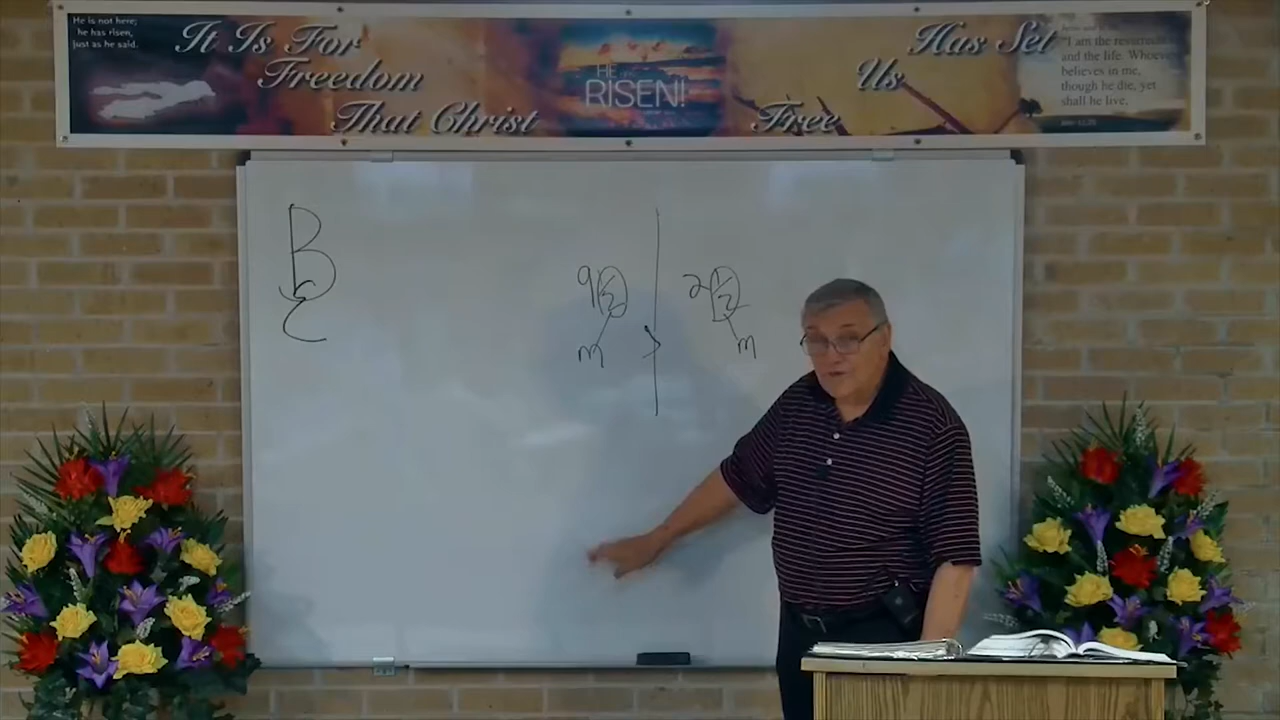 He is not here;
he has risen,
just as he said.
It Is For
Freedom
That Christ
HE
RISEN!
Has Set
Us
Free
"I am the resurrection
and the life. Whoever
believes in me,
though he die, yet
shall he live.
B
C
9
m
2
m